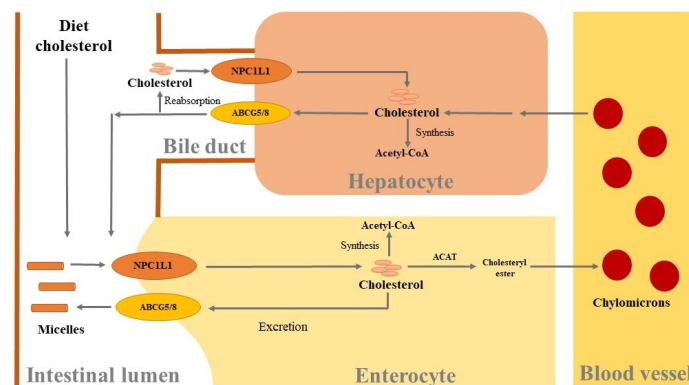 Diet
cholesterol
NPC1L1
Cholesterol
Reabsorption
ABCG5/8
Bile duct
Cholesterol
Synthesis
Acetyl-CoA
Hepatocyte
Acetyl-CoA
Synthesis
NPC1L1
ACAT
Cholesteryl
ester
Cholesterol
Chylomicrons
ABCG5/8
Micelles
Excretion
Intestinal lumen
Enterocyte
Blood vessel